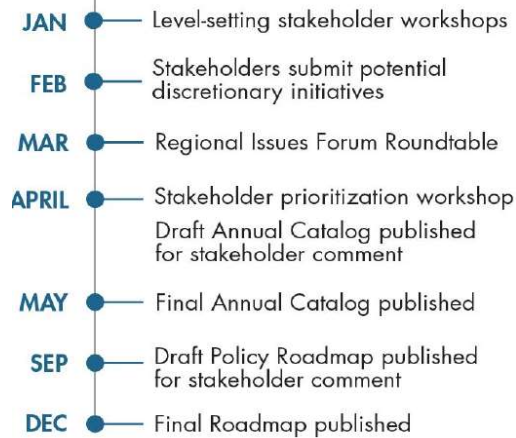 JAN Level-setting stakeholder workshops
FEB Stakeholders submit potential
discretionary initiatives
MAR Regional Issues Forum Roundtable
APRIL Stakeholder prioritization workshop
Draft Annual Catalog published
for stakeholder comment
MAY Final Annual Catalog published
SEP Draft Policy Roadmap published
for stakeholder comment
DEC Final Roadmap published